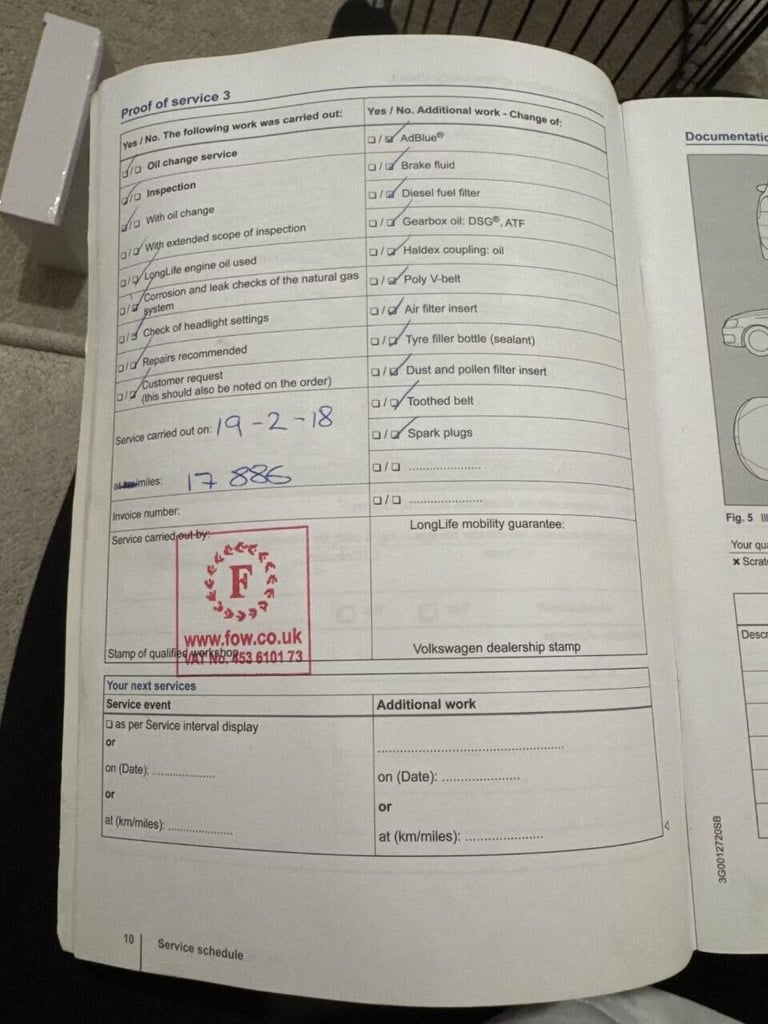 Proof of service 3
Yes / No. The following work was carried out:
❑/❑ Oil change service
❑/❑ Inspection
❑/❑ With oil change
❑/❑ With extended scope of inspection
❑/❑ LongLife engine oil used
❑/❑ Corrosion and leak checks of the natural gas
system
❑/❑ Check of headlight settings
❑/❑ Repairs recommended
❑/❑ Customer request
(this should also be noted on the order)
Service carried out on: 19-2-18
at km/miles: 17 886
Invoice number:
Service carried out by:
F
www.fow.co.uk
VAT No. 453 6101 73
Stamp of qualified workshop
Yes / No. Additional work - Change of:
❑/❑ AdBlue®
❑/❑ Brake fluid
❑/❑ Diesel fuel filter
❑/❑ Gearbox oil: DSG®, ATF
❑/❑ Haldex coupling: oil
❑/❑ Poly V-belt
❑/❑ Air filter insert
❑/❑ Tyre filler bottle (sealant)
❑/❑ Dust and pollen filter insert
❑/❑ Toothed belt
❑/❑ Spark plugs
❑/❑ ......................
❑/❑ ......................
LongLife mobility guarantee:
Volkswagen dealership stamp
Your next services
Service event
❑ as per Service interval display
or
on (Date): ...................
or
at (km/miles): ...................
Additional work
.......................................................
on (Date): .......................
or
at (km/miles): .......................
10 Service schedule
Documentatio
Fig. 5
Your qu
× Scrat
Descr
3G0012720SB